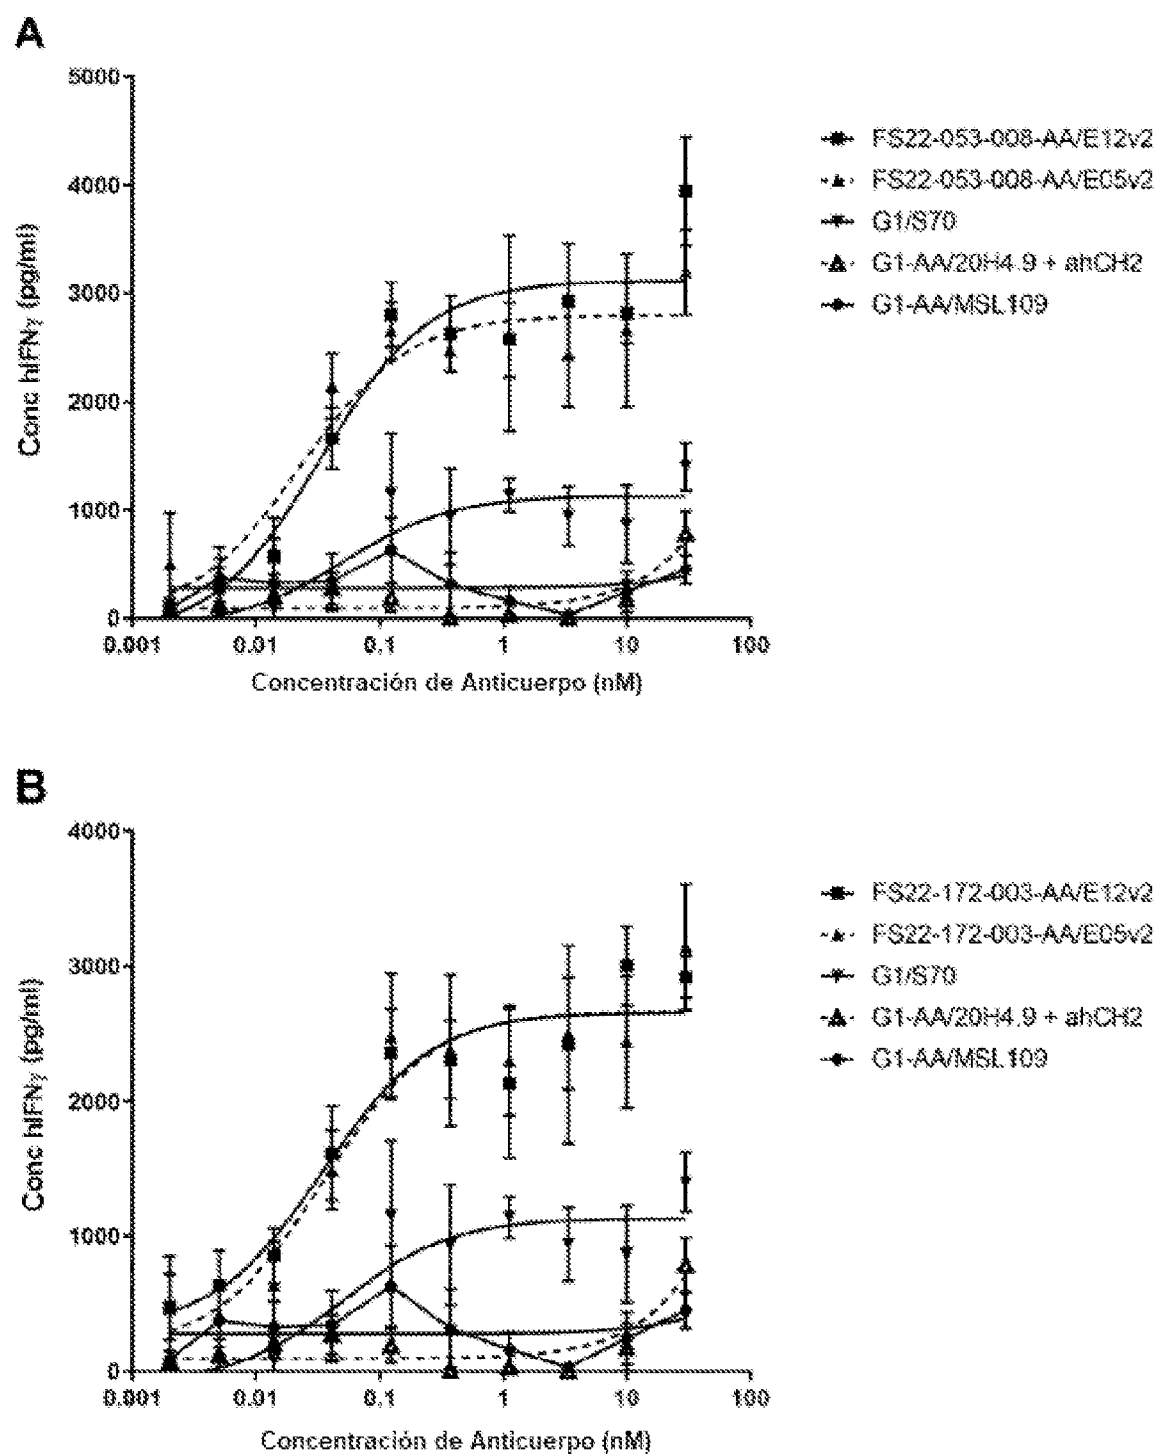 A
5000
4000
3000
2000
1000
0
Conc hIFNγ (pg/ml)
0.001 0.01 0.1 1 10 100
Concentración de Anticuerpo (nM)
FS22-053-008-AA/E12v2
FS22-053-008-AA/E05v2
G1/S70
G1-AA/20H4.9 + ahCH2
G1-AA/MSL109
B
4000
3000
2000
1000
0
Conc hIFNγ (pg/ml)
0.001 0.01 0.1 1 10 100
Concentración de Anticuerpo (nM)
FS22-172-003-AA/E12v2
FS22-172-003-AA/E05v2
G1/S70
G1-AA/20H4.9 + ahCH2
G1-AA/MSL109